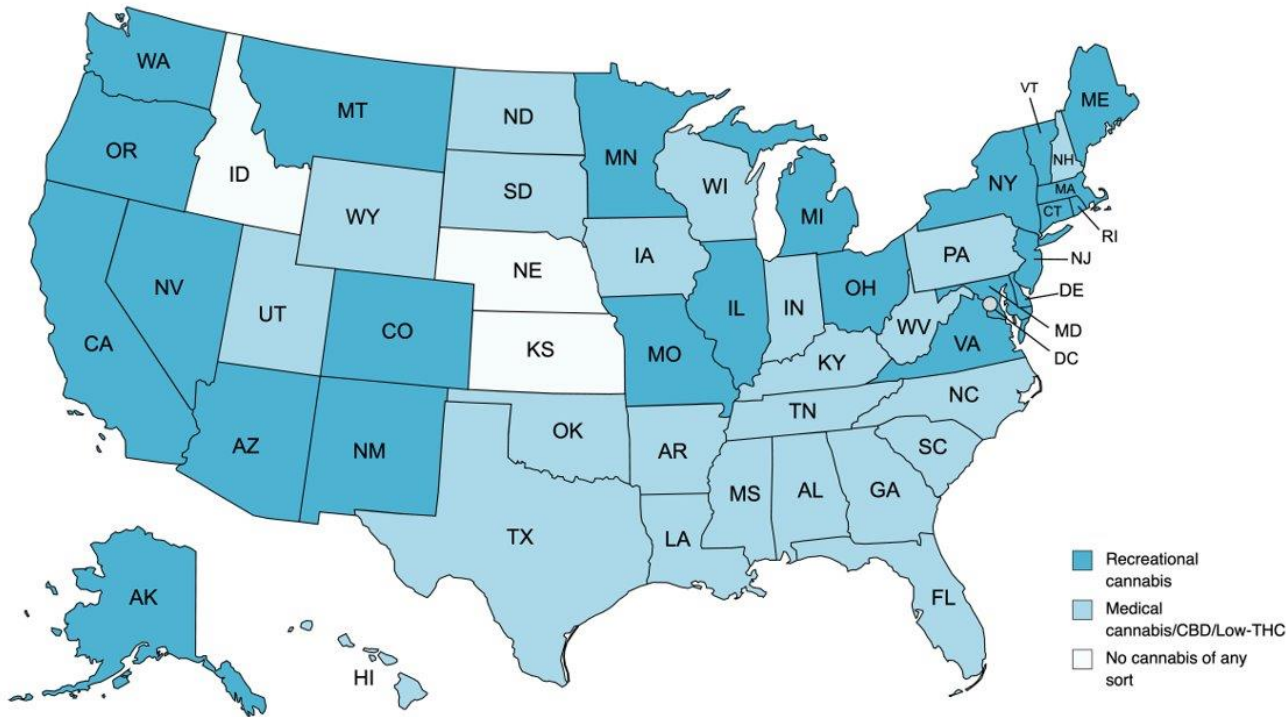 WA
MT
ND
MN
VT
ME
OR
ID
SD
WI
NH
NY
MA
WY
MI
CT
RI
IA
PA
NJ
NE
NV
OH
DE
UT
IL
IN
CO
WV
MD
CA
KS
MO
VA
DC
KY
NC
TN
AZ
NM
OK
AR
SC
MS
AL
GA
TX
LA
Recreational
cannabis
AK
FL
Medical
cannabis/CBD/Low-THC
HI
No cannabis of any
sort